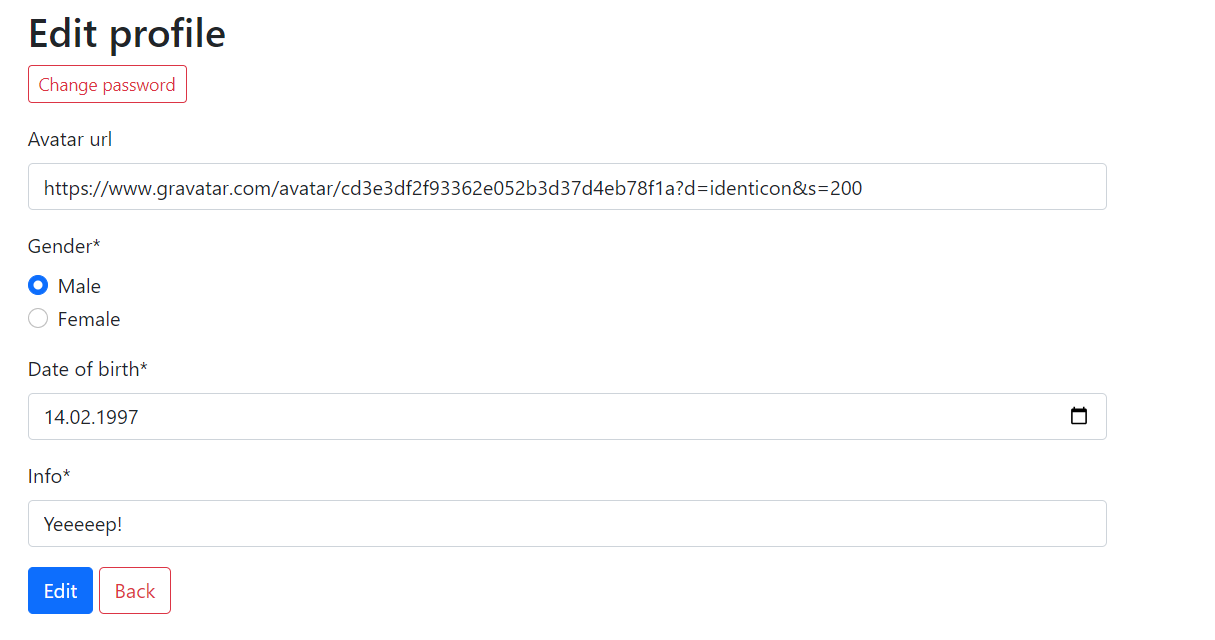 Edit profile
Change password
Avatar url
https://www.gravatar.com/avatar/cd3e3df2f93362e052b3d37d4eb78f1a?d=identicon&s=200
Gender*
Male
Female
Date of birth*
14.02.1997
Info*
Yeeeeep!
Edit Back